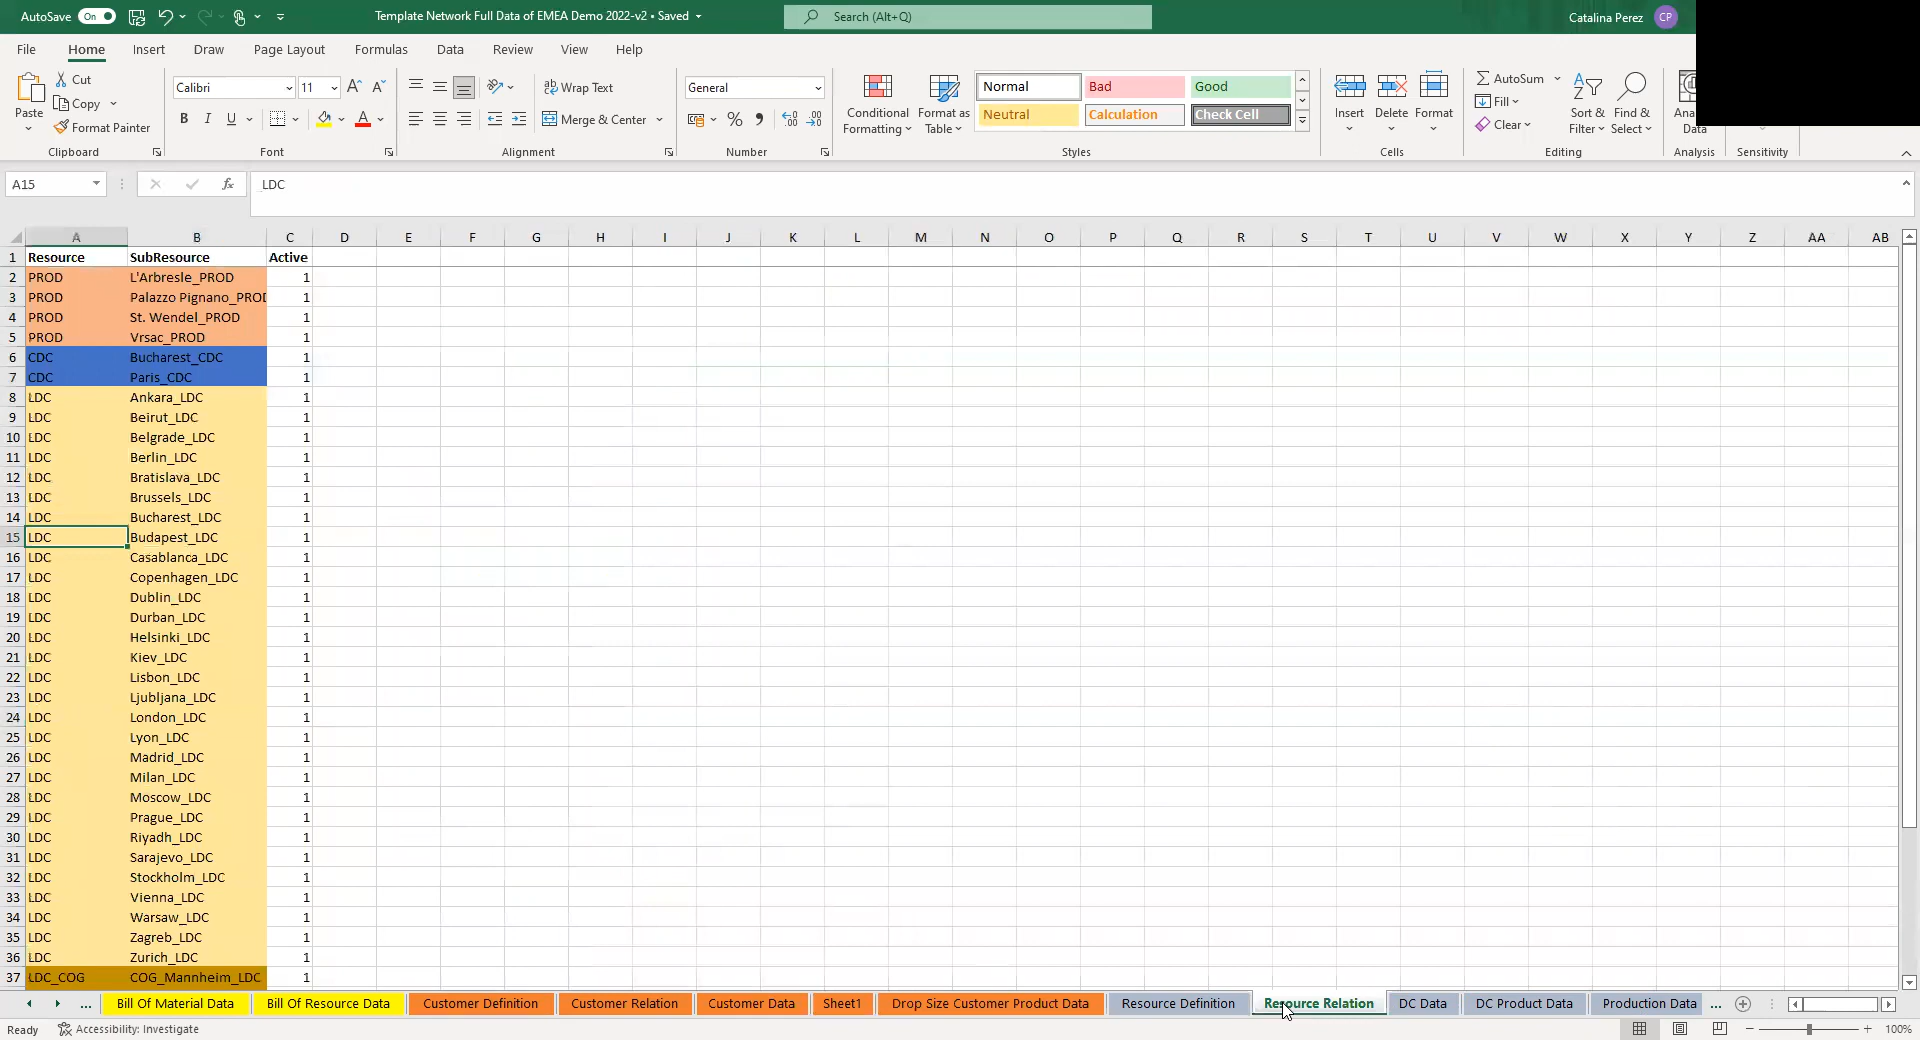 AutoSave On Template Network Full Data of EMEA Demo 2022-v2 • Saved Search (Alt+Q) Catalina Perez CP
File Home Insert Draw Page Layout Formulas Data Review View Help
Paste Cut Copy Format Painter
Clipboard
Calibri 11 A A
B I U A
Font
Wrap Text
Merge & Center
Alignment
General
% 9
Number
Conditional Formatting
Format as Table
Normal Bad Good
Neutral Calculation Check Cell
Styles
Insert Delete Format
Cells
AutoSum
Fill
Clear
Sort & Filter
Find & Select
Editing
Data
Analysis
Sensitivity
A15 fx LDC
A B C D E F G H I J K L M N O P Q R S T U V W X Y Z AA AB
1 Resource SubResource Active
2 PROD L'Arbresle_PROD 1
3 PROD Palazzo Pignano_PROD 1
4 PROD St. Wendel_PROD 1
5 PROD Vrsac_PROD 1
6 CDC Bucharest_CDC 1
7 CDC Paris_CDC 1
8 LDC Ankara_LDC 1
9 LDC Beirut_LDC 1
10 LDC Belgrade_LDC 1
11 LDC Berlin_LDC 1
12 LDC Bratislava_LDC 1
13 LDC Brussels_LDC 1
14 LDC Bucharest_LDC 1
15 LDC Budapest_LDC 1
16 LDC Casablanca_LDC 1
17 LDC Copenhagen_LDC 1
18 LDC Dublin_LDC 1
19 LDC Durban_LDC 1
20 LDC Helsinki_LDC 1
21 LDC Kiev_LDC 1
22 LDC Lisbon_LDC 1
23 LDC Ljubljana_LDC 1
24 LDC London_LDC 1
25 LDC Lyon_LDC 1
26 LDC Madrid_LDC 1
27 LDC Milan_LDC 1
28 LDC Moscow_LDC 1
29 LDC Prague_LDC 1
30 LDC Riyadh_LDC 1
31 LDC Sarajevo_LDC 1
32 LDC Stockholm_LDC 1
33 LDC Vienna_LDC 1
34 LDC Warsaw_LDC 1
35 LDC Zagreb_LDC 1
36 LDC Zurich_LDC 1
37 LDC_COG COG_Mannheim_LDC 1
... Bill Of Material Data Bill Of Resource Data Customer Definition Customer Relation Customer Data Sheet1 Drop Size Customer Product Data Resource Definition Resource Relation DC Data DC Product Data Production Data ...
Ready Accessibility: Investigate 100%